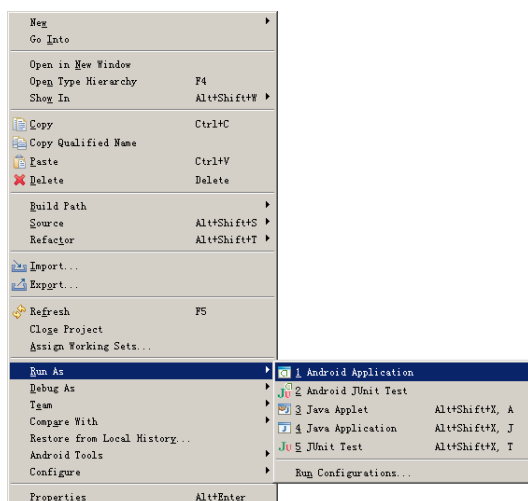 New
Go Into
Open in New Window
Open Type Hierarchy F4
Show In Alt+Shift+W
Copy Ctrl+C
Copy Qualified Name
Paste Ctrl+V
Delete Delete
Build Path
Source Alt+Shift+S
Refactor Alt+Shift+T
Import...
Export...
Refresh F5
Close Project
Assign Working Sets...
Run As
Debug As
Team
Compare With
Restore from Local History...
Android Tools
Configure
Properties Alt+Enter
1 Android Application
Ju 2 Android JUnit Test
3 Java Applet Alt+Shift+X, A
4 Java Application Alt+Shift+X, J
Ju 5 JUnit Test Alt+Shift+X, T
Run Configurations...